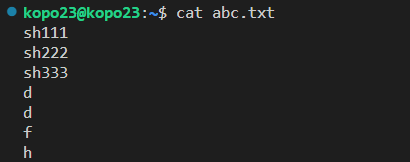 kopo23@kopo23:~$ cat abc.txt
sh111
sh222
sh333
d
d
f
h